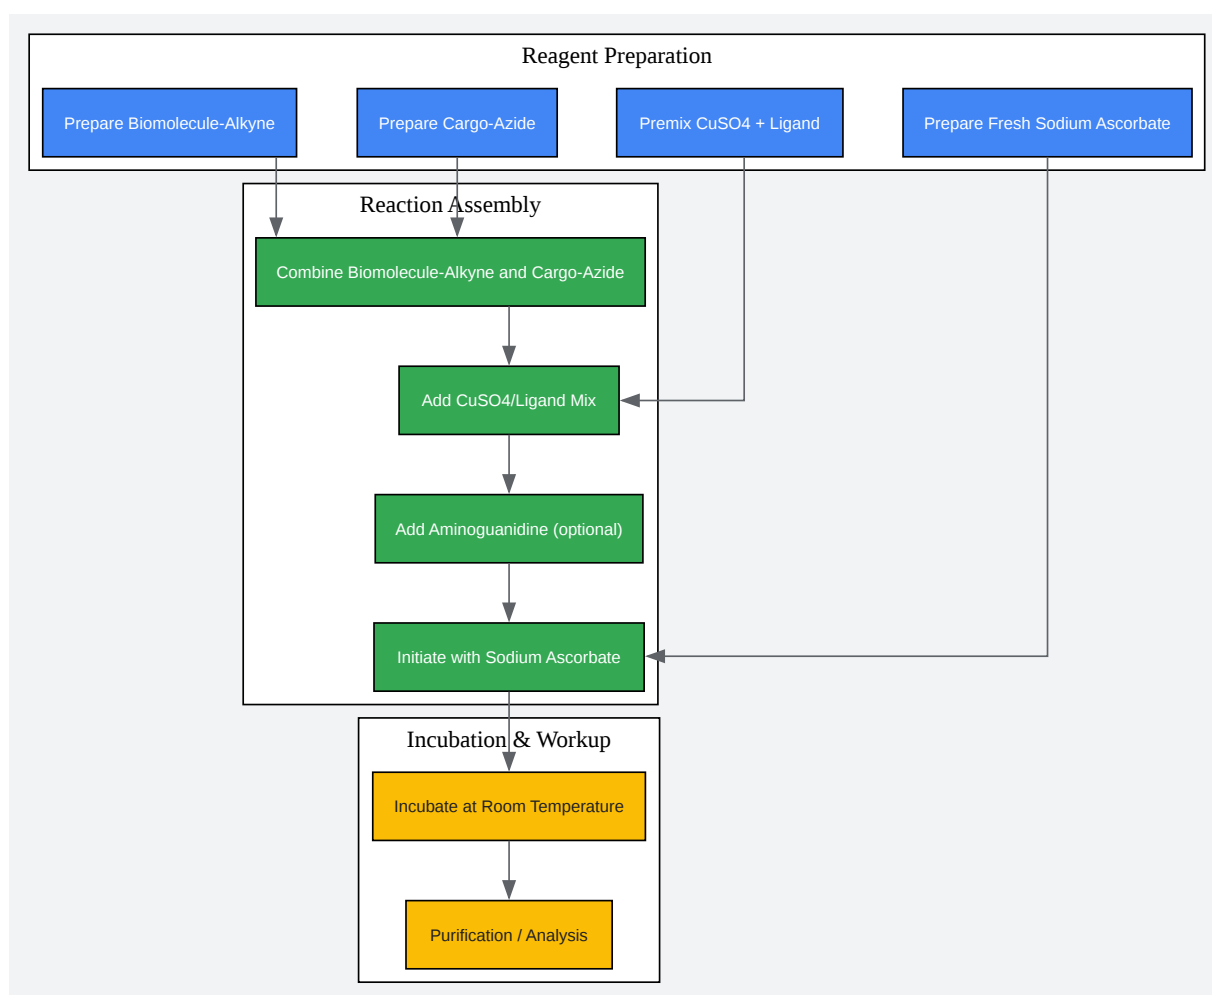 Reagent Preparation
Prepare Biomolecule-Alkyne
Prepare Cargo-Azide
Premix CuSO4 + Ligand
Prepare Fresh Sodium Ascorbate
Reaction Assembly
Combine Biomolecule-Alkyne and Cargo-Azide
Add CuSO4/Ligand Mix
Add Aminoguanidine (optional)
Initiate with Sodium Ascorbate
Incubation & Workup
Incubate at Room Temperature
Purification / Analysis